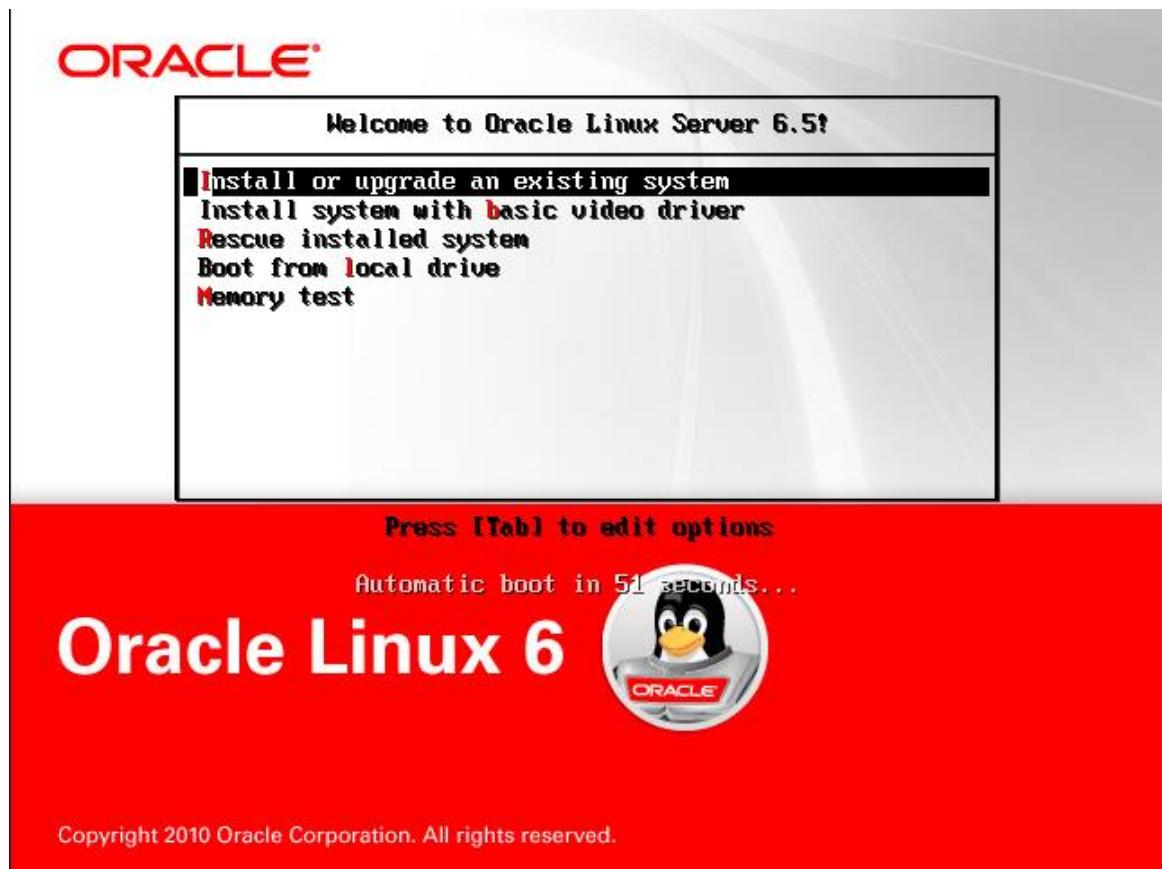 ORACLE
Welcome to Oracle Linux Server 6.5!
Install or upgrade an existing system
Install system with basic video driver
Rescue installed system
Boot from local drive
Memory test
Press [Tab] to edit options
Automatic boot in 51 seconds...
Oracle Linux 6
ORACLE
Copyright 2010 Oracle Corporation. All rights reserved.